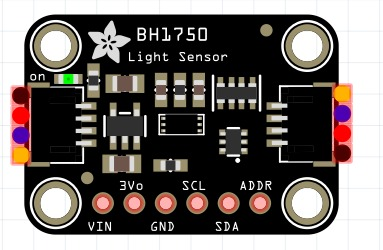 BH1750
Light Sensor
on
3Vo SCL ADDR
VIN GND SDA